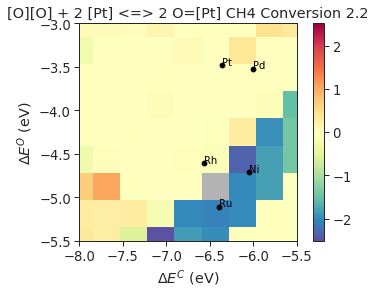 [O][O] + 2 [Pt] <=> 2 O=[Pt] CH4 Conversion 2.2
−3.0
−3.5
−4.0
−4.5
−5.0
−5.5
ΔE^O (eV)
Pt
Pd
Rh
Ni
Ru
−8.0 −7.5 −7.0 −6.5 −6.0 −5.5
ΔE^C (eV)
2
1
0
−1
−2